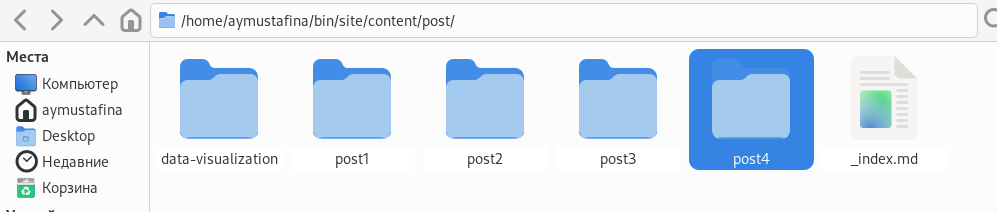 /home/aymustafina/bin/site/content/post/
Места
Компьютер
aymustafina
Desktop
Недавние
Корзина
data-visualization
post1
post2
post3
post4
_index.md